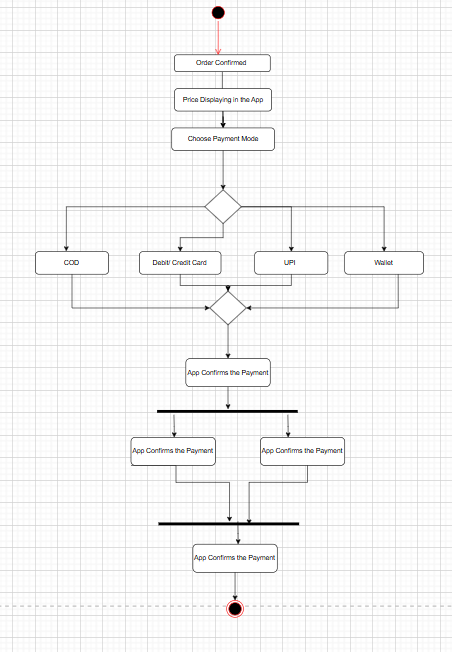 Order Confirmed
Price Displaying in the App
Choose Payment Mode
COD
Debit/ Credit Card
UPI
Wallet
App Confirms the Payment
App Confirms the Payment
App Confirms the Payment
App Confirms the Payment